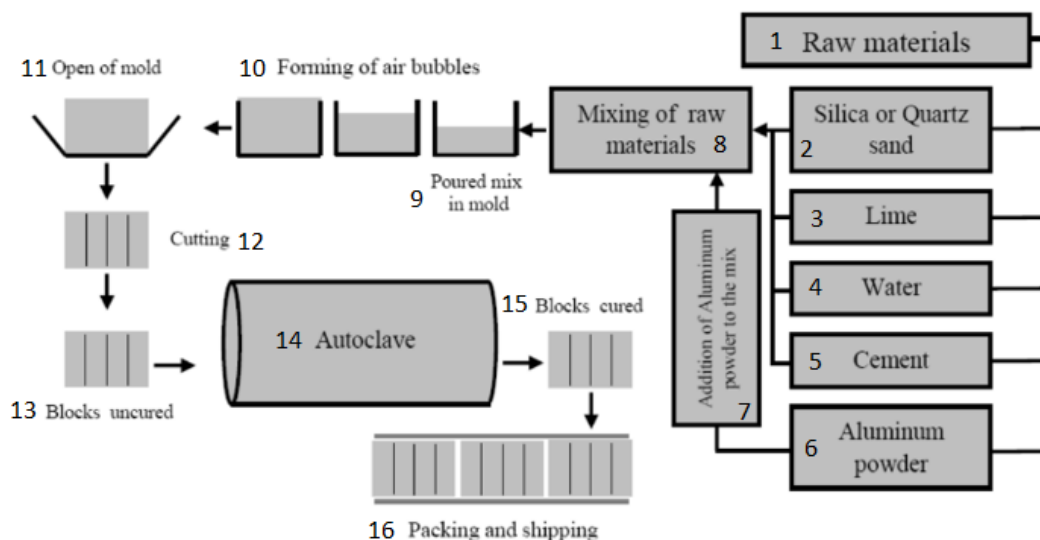 1 Raw materials
11 Open of mold
10 Forming of air bubbles
Mixing of raw
materials 8
Silica or Quartz
2 sand
9 Poured mix
in mold
3 Lime
Cutting 12
Addition of Aluminum
powder to the mix
7
4 Water
15 Blocks cured
14 Autoclave
5 Cement
13 Blocks uncured
6 Aluminum
powder
16 Packing and shipping